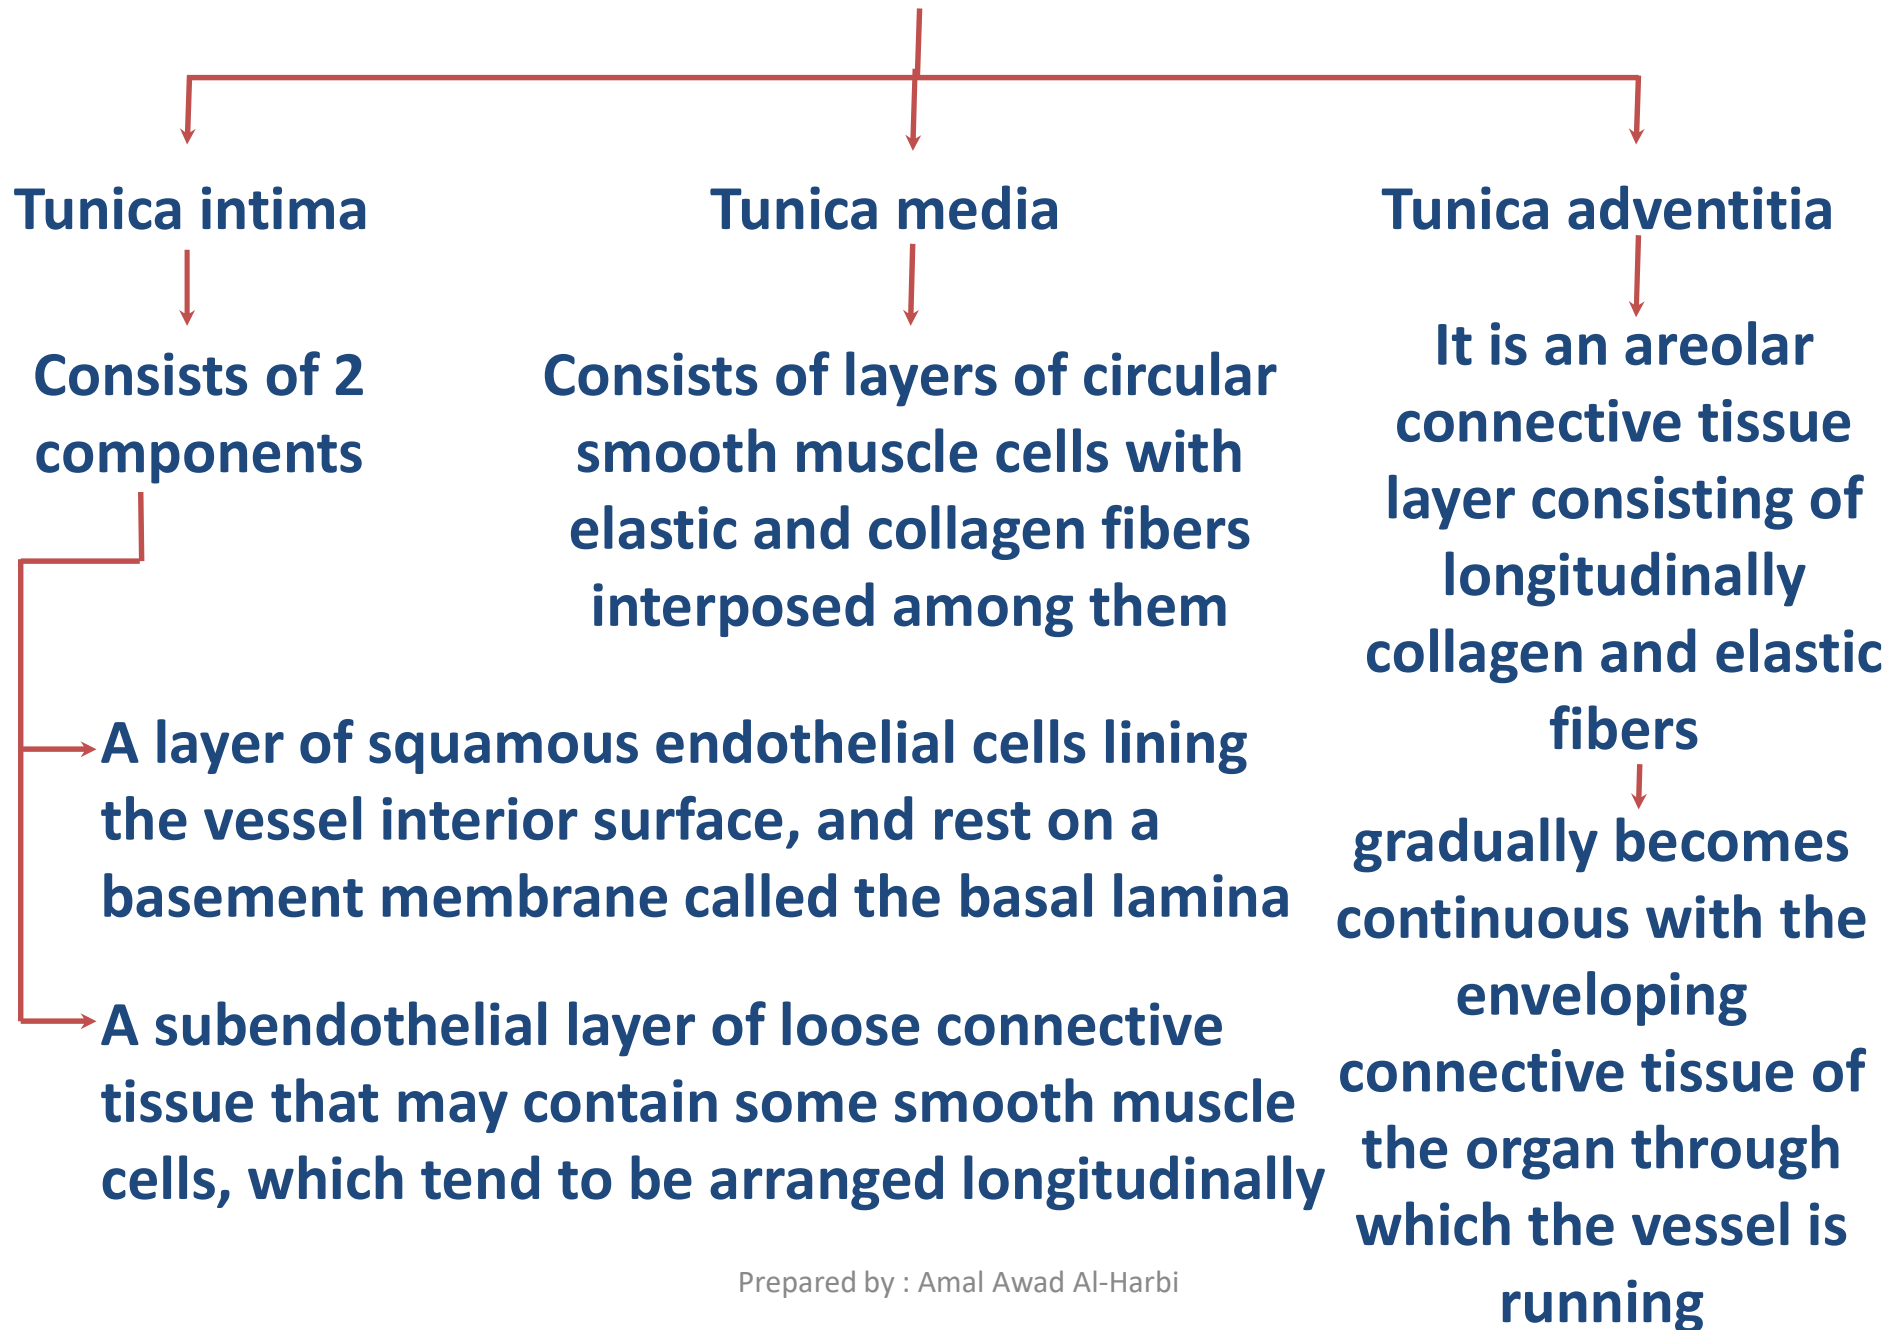 Tunica intima
Tunica media
Tunica adventitia
Consists of 2
components
Consists of layers of circular
smooth muscle cells with
elastic and collagen fibers
interposed among them
It is an areolar
connective tissue
layer consisting of
longitudinally
collagen and elastic
fibers
A layer of squamous endothelial cells lining
the vessel interior surface, and rest on a
basement membrane called the basal lamina
A subendothelial layer of loose connective
tissue that may contain some smooth muscle
cells, which tend to be arranged longitudinally
gradually becomes
continuous with the
enveloping
connective tissue of
the organ through
which the vessel is
running
Prepared by : Amal Awad Al-Harbi